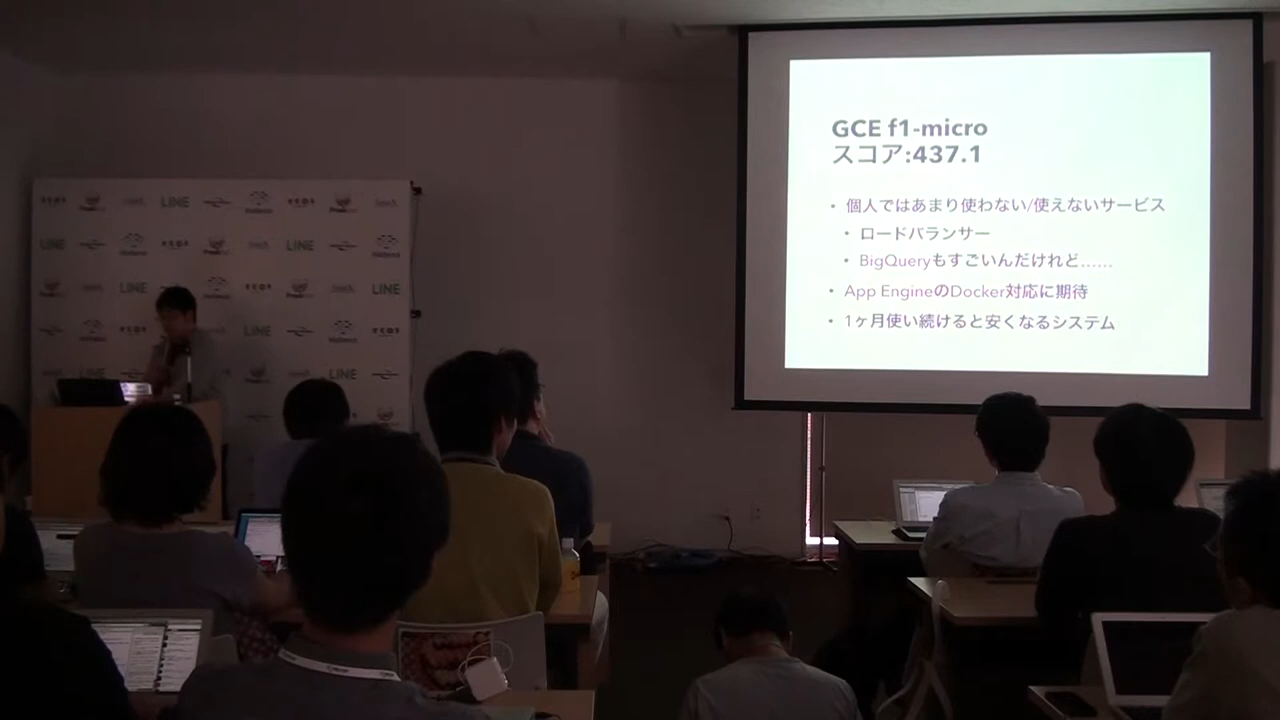 GCE f1-micro
スコア:437.1
• 個人ではあまり使わない/使えないサービス
• ロードバランサー
• BigQueryもすごいんだけれど……
• App EngineのDocker対応に期待
• 1ヶ月使い続けると安くなるシステム
LINE
LINE
LINE
LINE
LINE
LINE